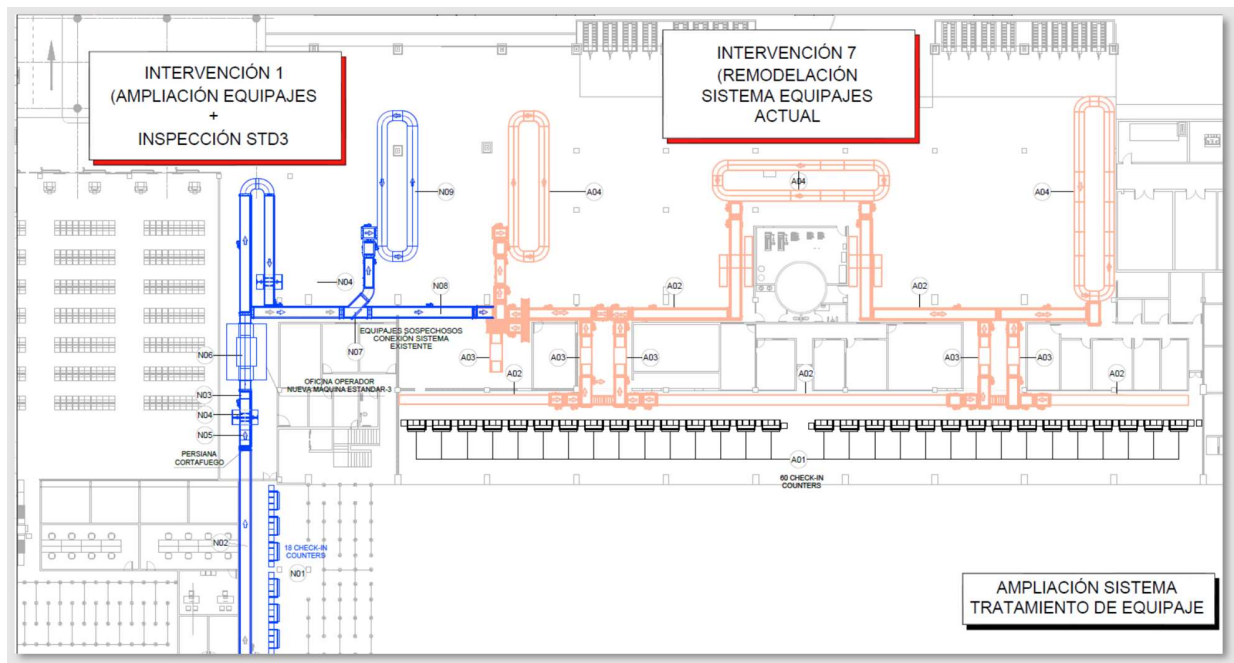 INTERVENCIÓN 1
(AMPLIACIÓN EQUIPAJES
+
INSPECCIÓN STD3
INTERVENCIÓN 7
(REMODELACIÓN
SISTEMA EQUIPAJES
ACTUAL
N09
A04
A04
A04
N04
N08
A02
A02
EQUIPAJES SOSPECHOSOS
CONEXIÓN SISTEMA
EXISTENTE
N07
N06
A03
A03
A03
A03
A03
OFICINA OPERADOR
NUEVA MAQUINA ESTANDAR-3
A02
A02
A02
N03
N04
N05
PERSIANA
CORTAFUEGO
A01
60 CHECK-IN
COUNTERS
N02
18 CHECK-IN
COUNTERS
N01
AMPLIACIÓN SISTEMA
TRATAMIENTO DE EQUIPAJE